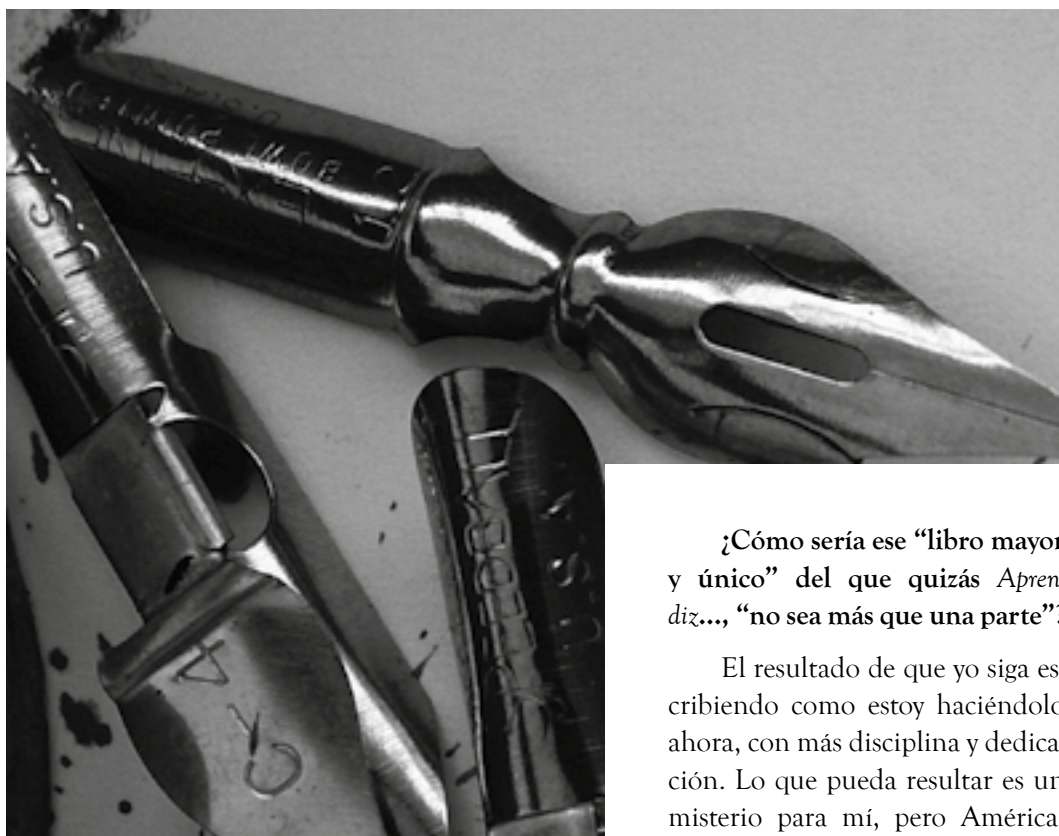 ¿Cómo sería ese “libro mayor
y único” del que quizás Apren
diz..., “no sea más que una parte”?
El resultado de que yo siga es
cribiendo como estoy haciéndolo
ahora, con más disciplina y dedica
ción. Lo que pueda resultar es un
misterio para mí, pero América